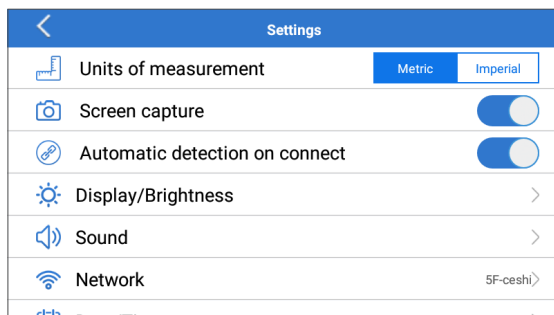 Settings
Units of measurement Metric Imperial
Screen capture
Automatic detection on connect
Display/Brightness
Sound
Network 5F-ceshi